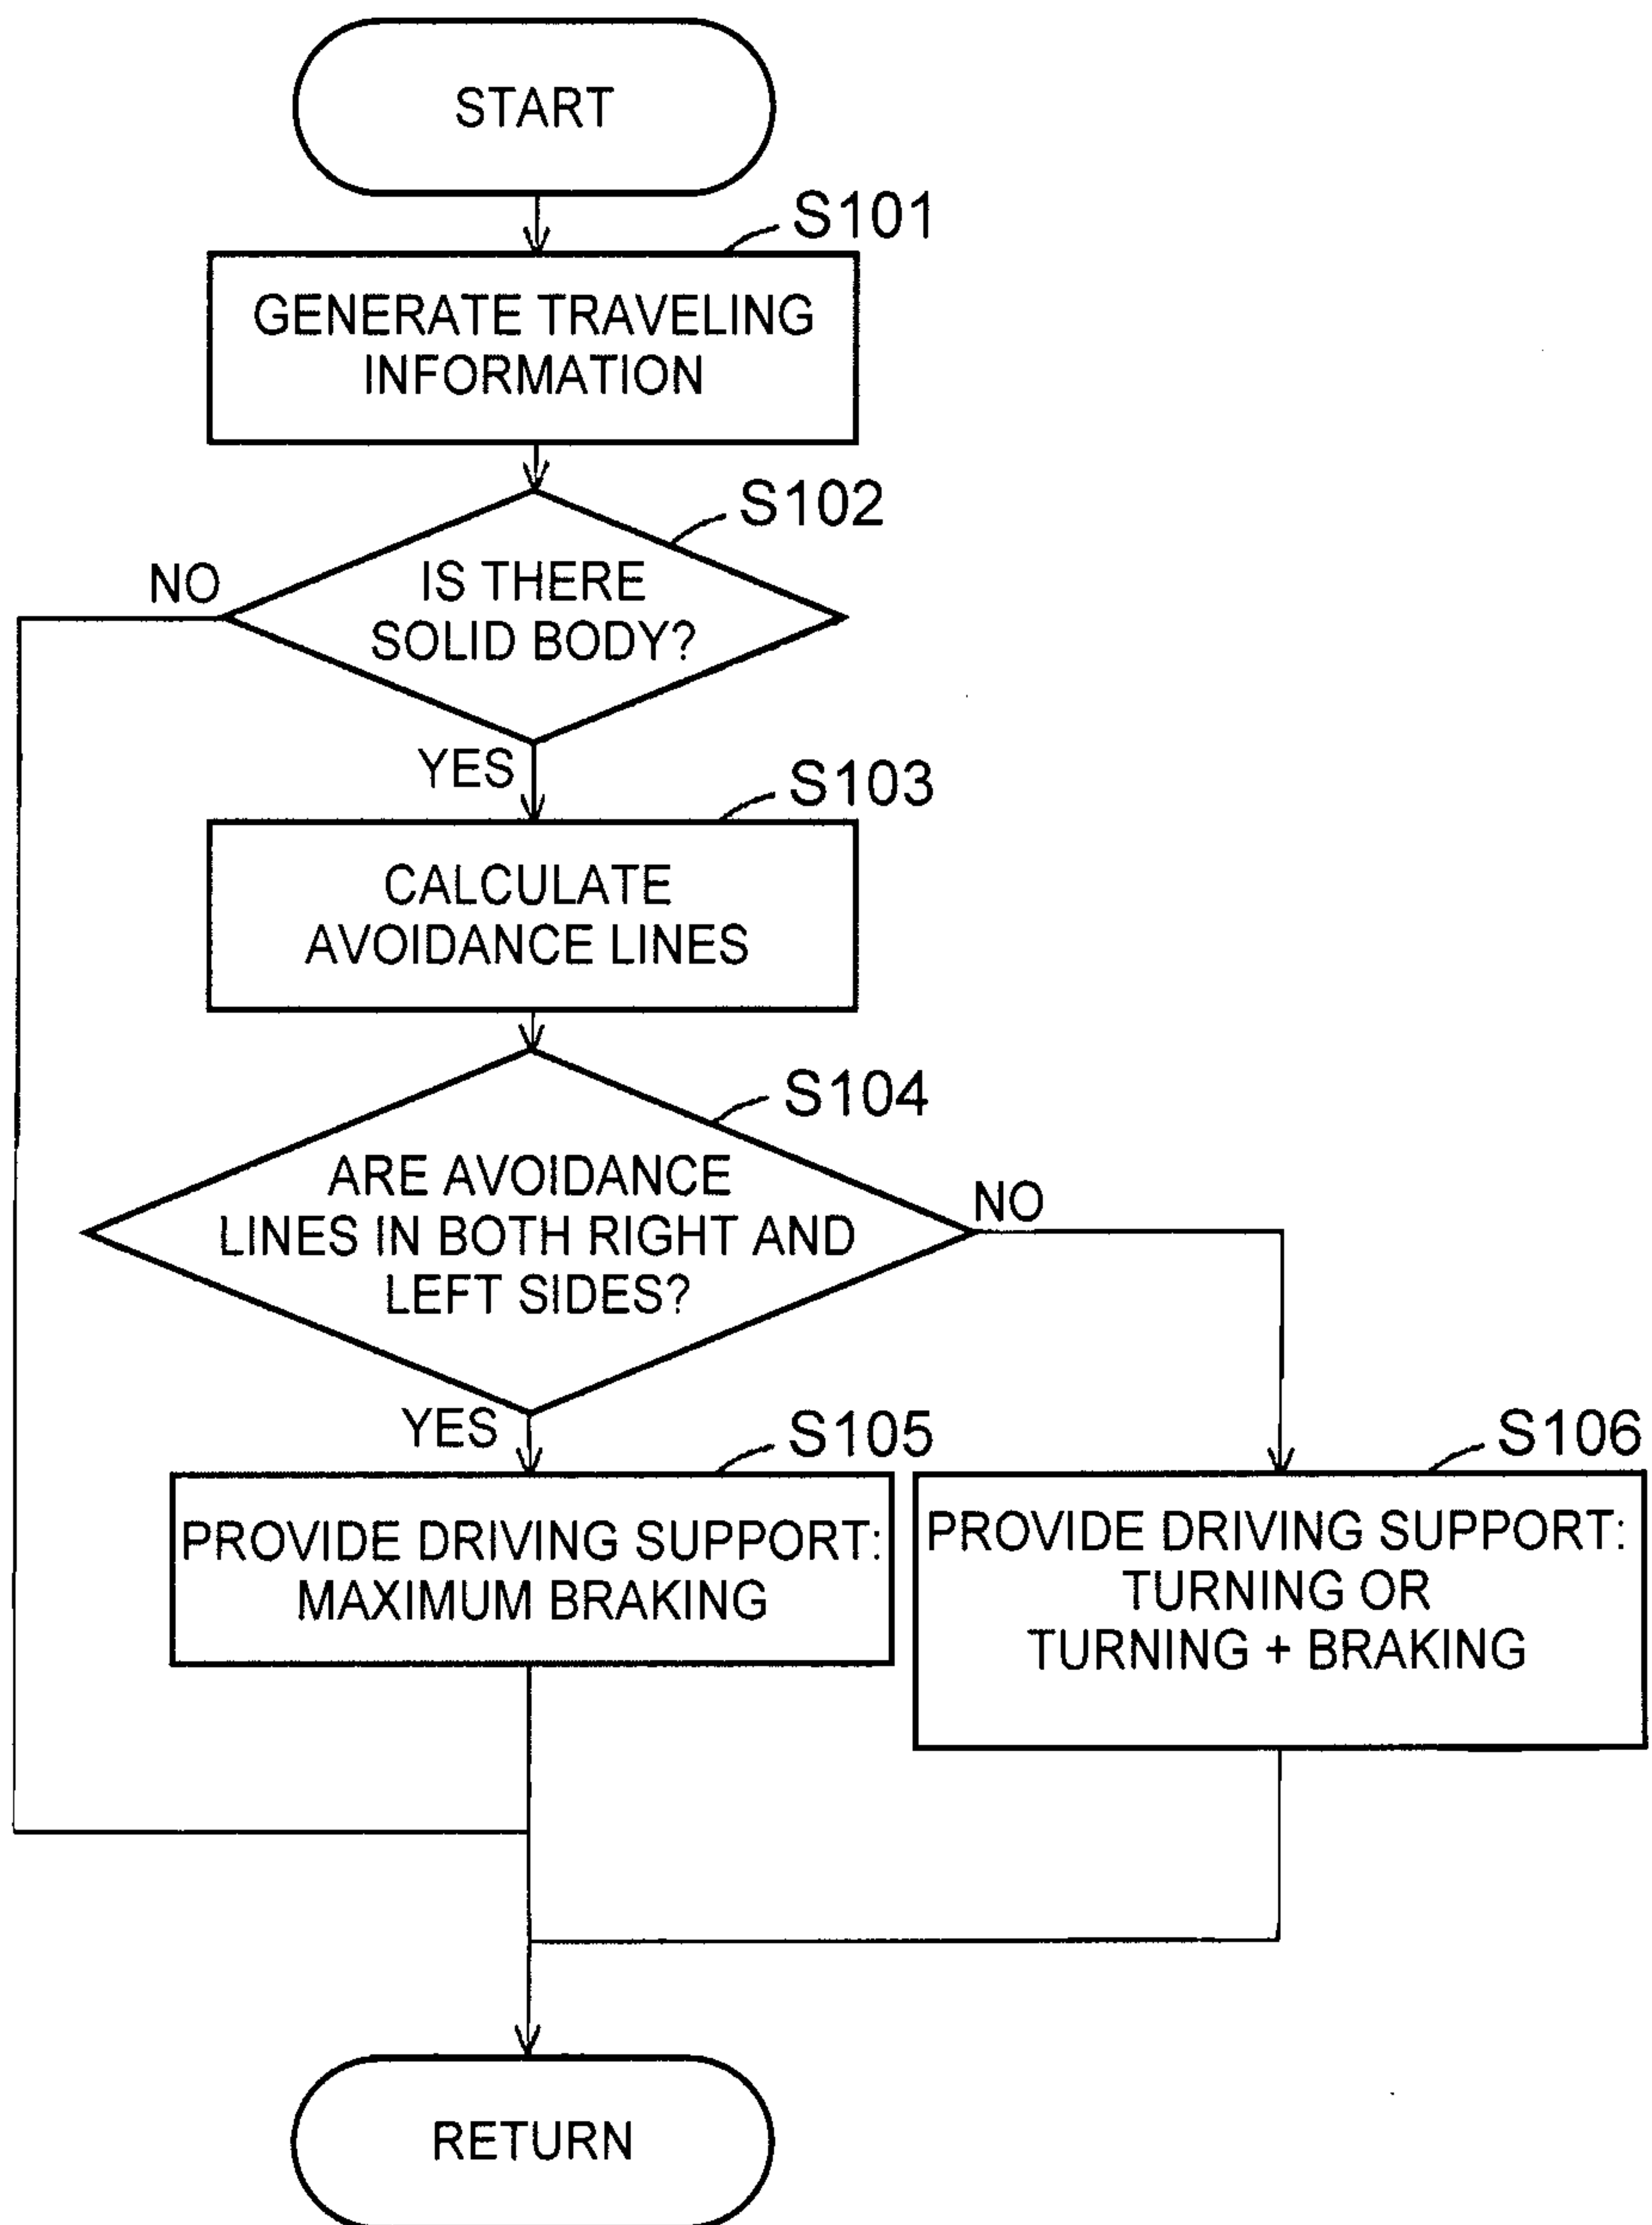 START
S101
GENERATE TRAVELING
INFORMATION
S102
NO
IS THERE
SOLID BODY?
YES
S103
CALCULATE
AVOIDANCE LINES
S104
ARE AVOIDANCE
LINES IN BOTH RIGHT AND
LEFT SIDES?
NO
YES
S105
PROVIDE DRIVING SUPPORT:
MAXIMUM BRAKING
S106
PROVIDE DRIVING SUPPORT:
TURNING OR
TURNING + BRAKING
RETURN